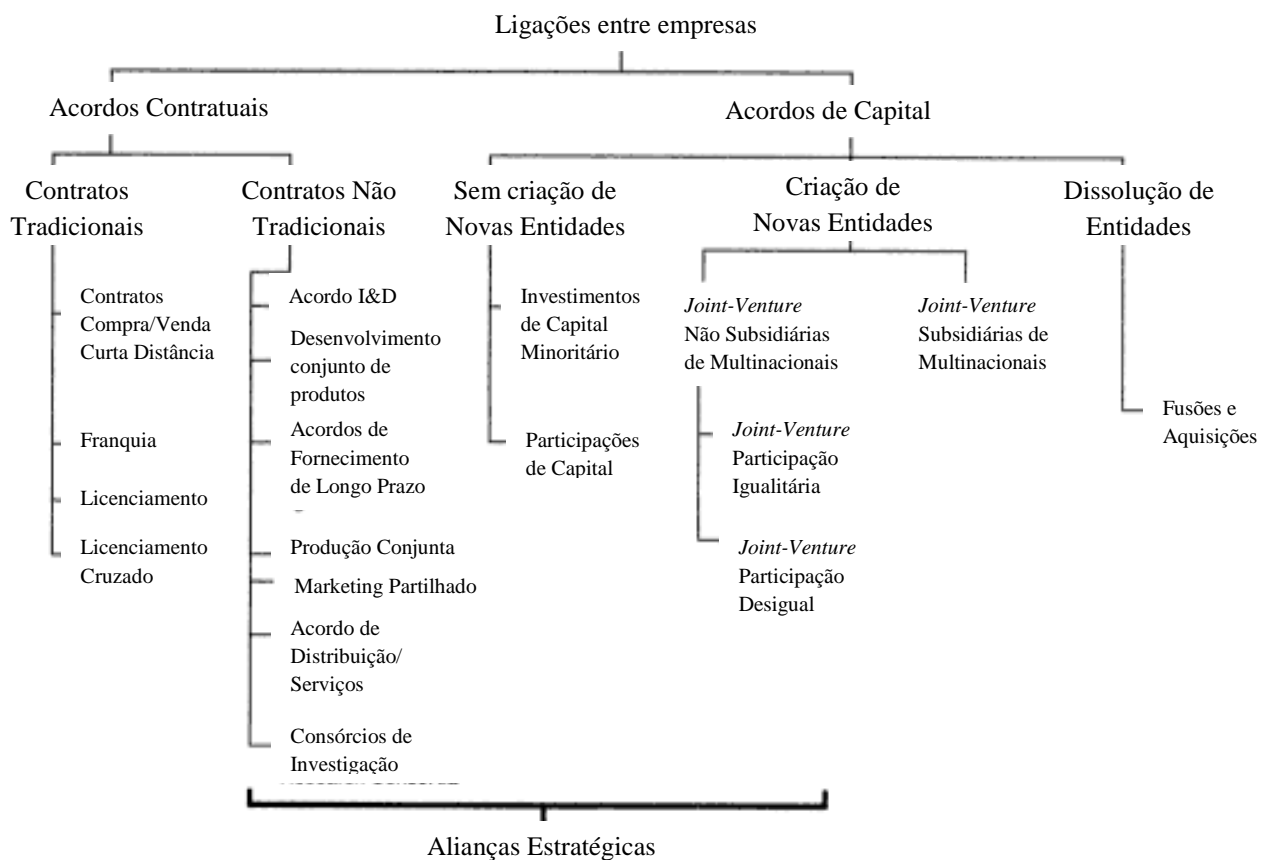 Ligações entre empresas
Acordos Contratuais
Acordos de Capital
Contratos
Tradicionais
Contratos Não
Tradicionais
Sem criação de
Novas Entidades
Criação de
Novas Entidades
Dissolução de
Entidades
Contratos
Compra/Venda
Curta Distância
Franquia
Licenciamento
Licenciamento
Cruzado
Acordo I&D
Desenvolvimento
conjunto de
produtos
Acordos de
Fornecimento
de Longo Prazo
Produção Conjunta
Marketing Partilhado
Acordo de
Distribuição/
Serviços
Consórcios de
Investigação
Investimentos
de Capital
Minoritário
Participações
de Capital
Joint-Venture
Não Subsidiárias
de Multinacionais
Joint-Venture
Participação
Igualitária
Joint-Venture
Participação
Desigual
Joint-Venture
Subsidiárias de
Multinacionais
Fusões e
Aquisições
Alianças Estratégicas